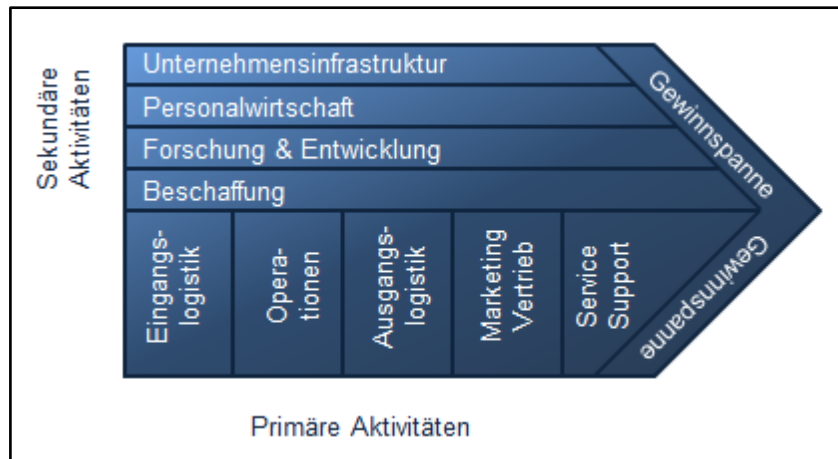 Sekundäre
Aktivitäten
Unternehmensinfrastruktur
Personalwirtschaft
Forschung & Entwicklung
Beschaffung
Gewinnspanne
Gewinnspanne
Eingangs-
logistik
Opera-
tionen
Ausgangs-
logistik
Marketing
Vertrieb
Service
Support
Primäre Aktivitäten